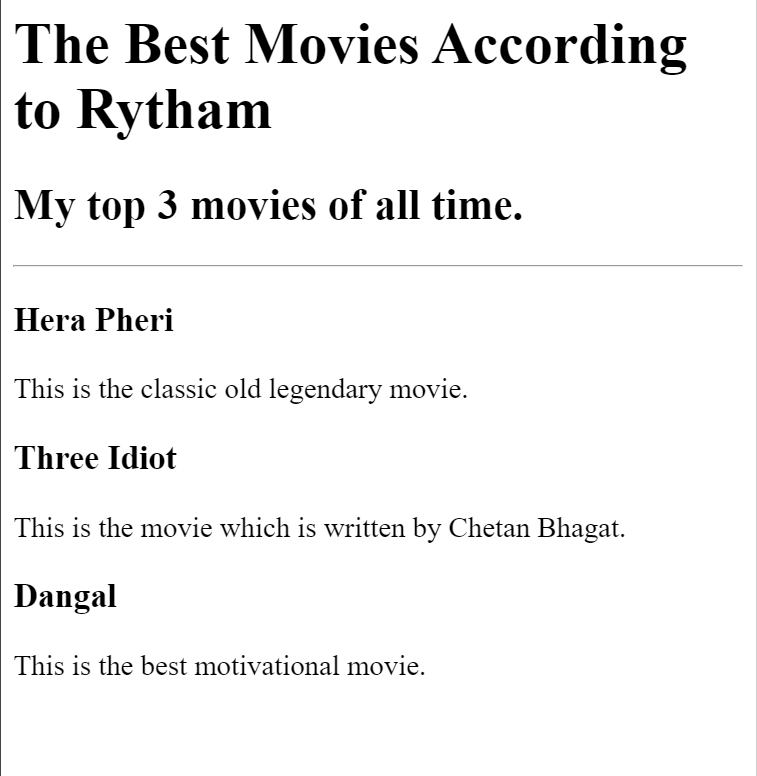 The Best Movies According
to Rytham
My top 3 movies of all time.
Hera Pheri
This is the classic old legendary movie.
Three Idiot
This is the movie which is written by Chetan Bhagat.
Dangal
This is the best motivational movie.